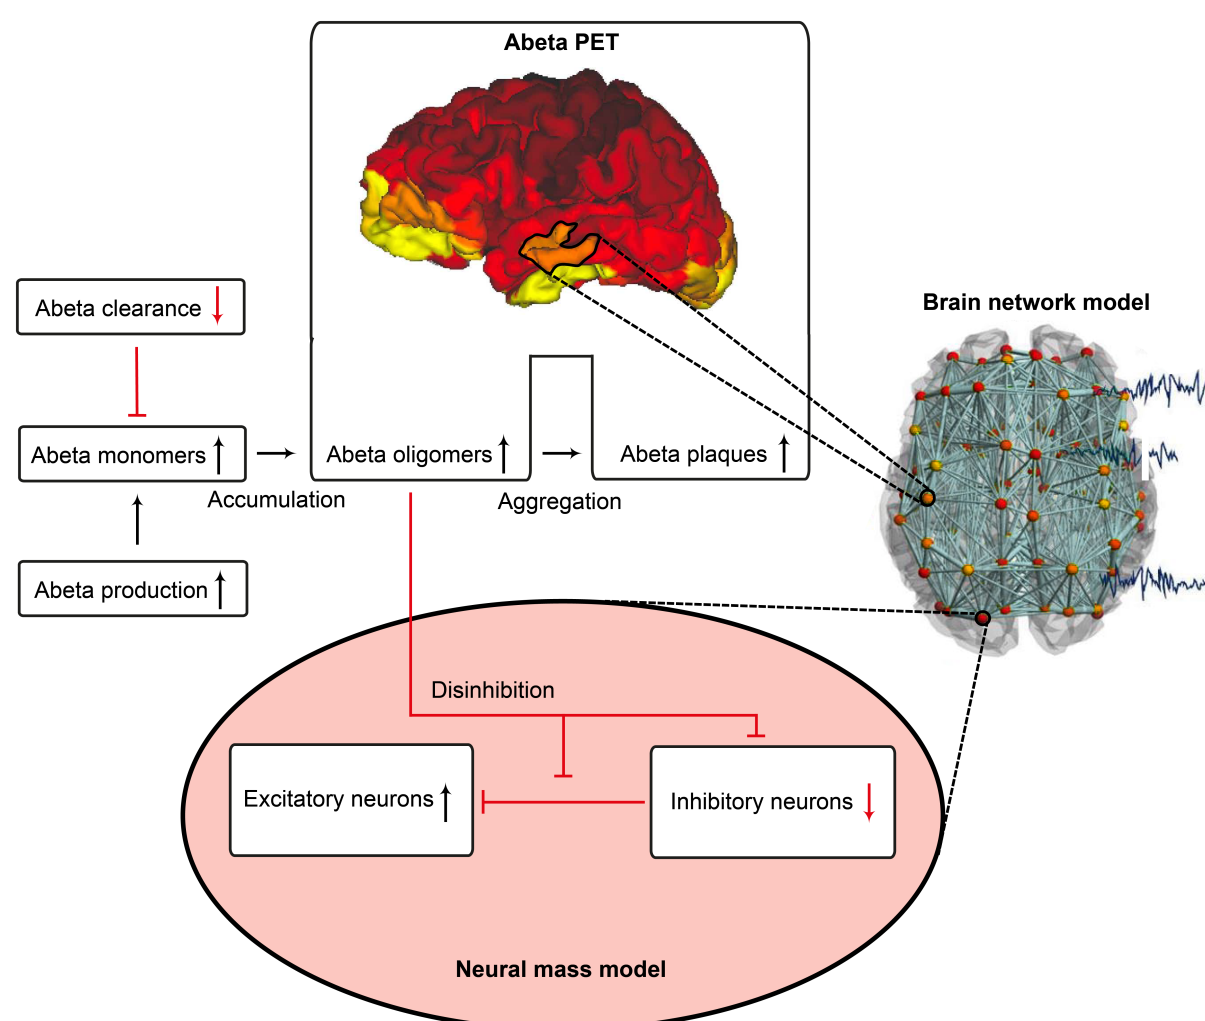 Abeta PET
Abeta clearance
Brain network model
Abeta monomers
Abeta oligomers
Abeta plaques
Accumulation
Aggregation
Abeta production
Disinhibition
Excitatory neurons
Inhibitory neurons
Neural mass model